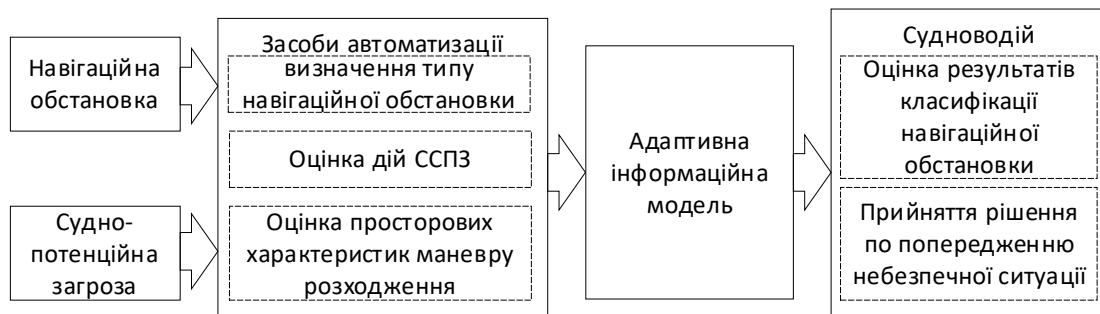 Навігаційна
обстановка
Судно-
потенційна
загроза
Засоби автоматизації
визначення типу
навігаційної обстановки
Оцінка дій ССПЗ
Оцінка просторових
характеристик маневру
розходження
Адаптивна
інформаційна
модель
Судноводій
Оцінка результатів
класифікації
навігаційної
обстановки
Прийняття рішення
по попередженню
небезпечної ситуації